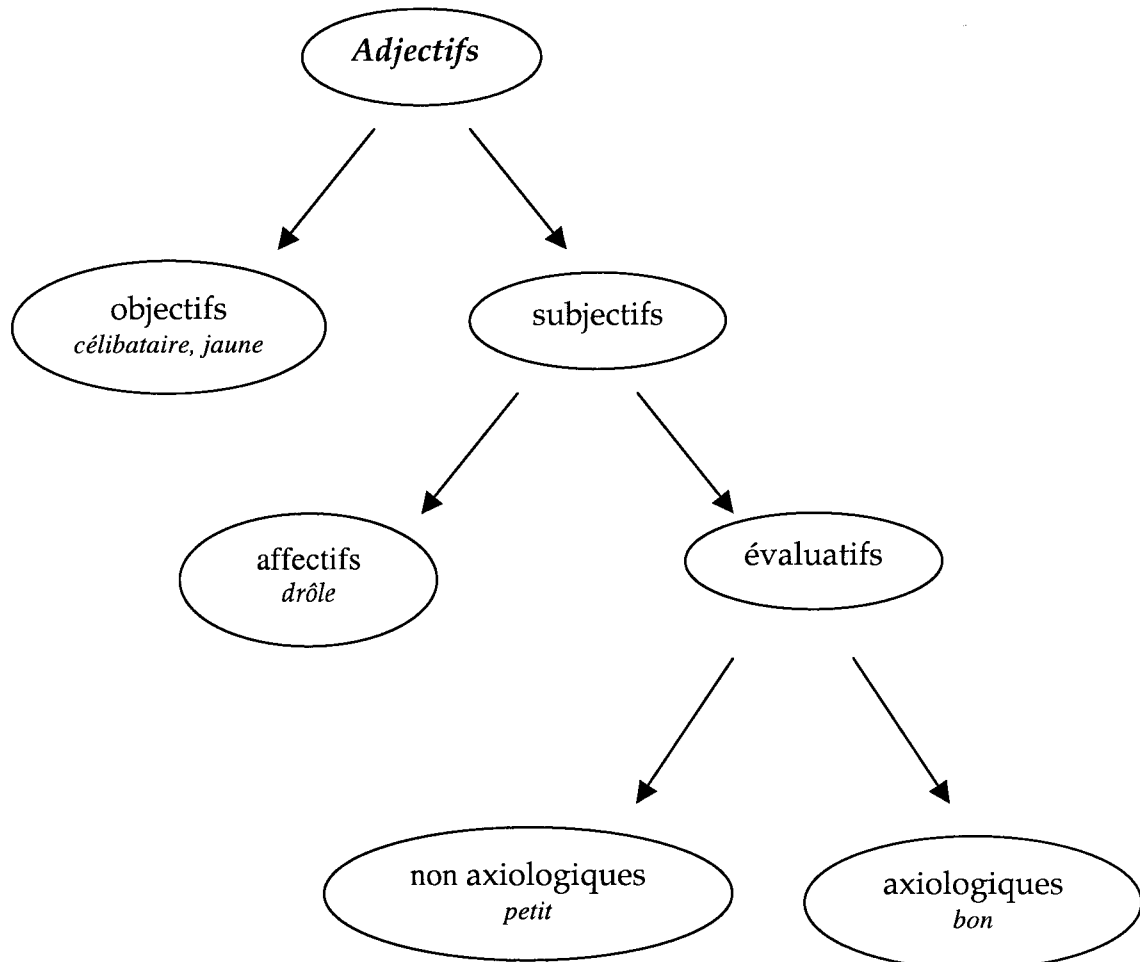 Adjectifs
objectifs
célibataire, jaune
subjectifs
affectifs
drôle
évaluatifs
non axiologiques
petit
axiologiques
bon